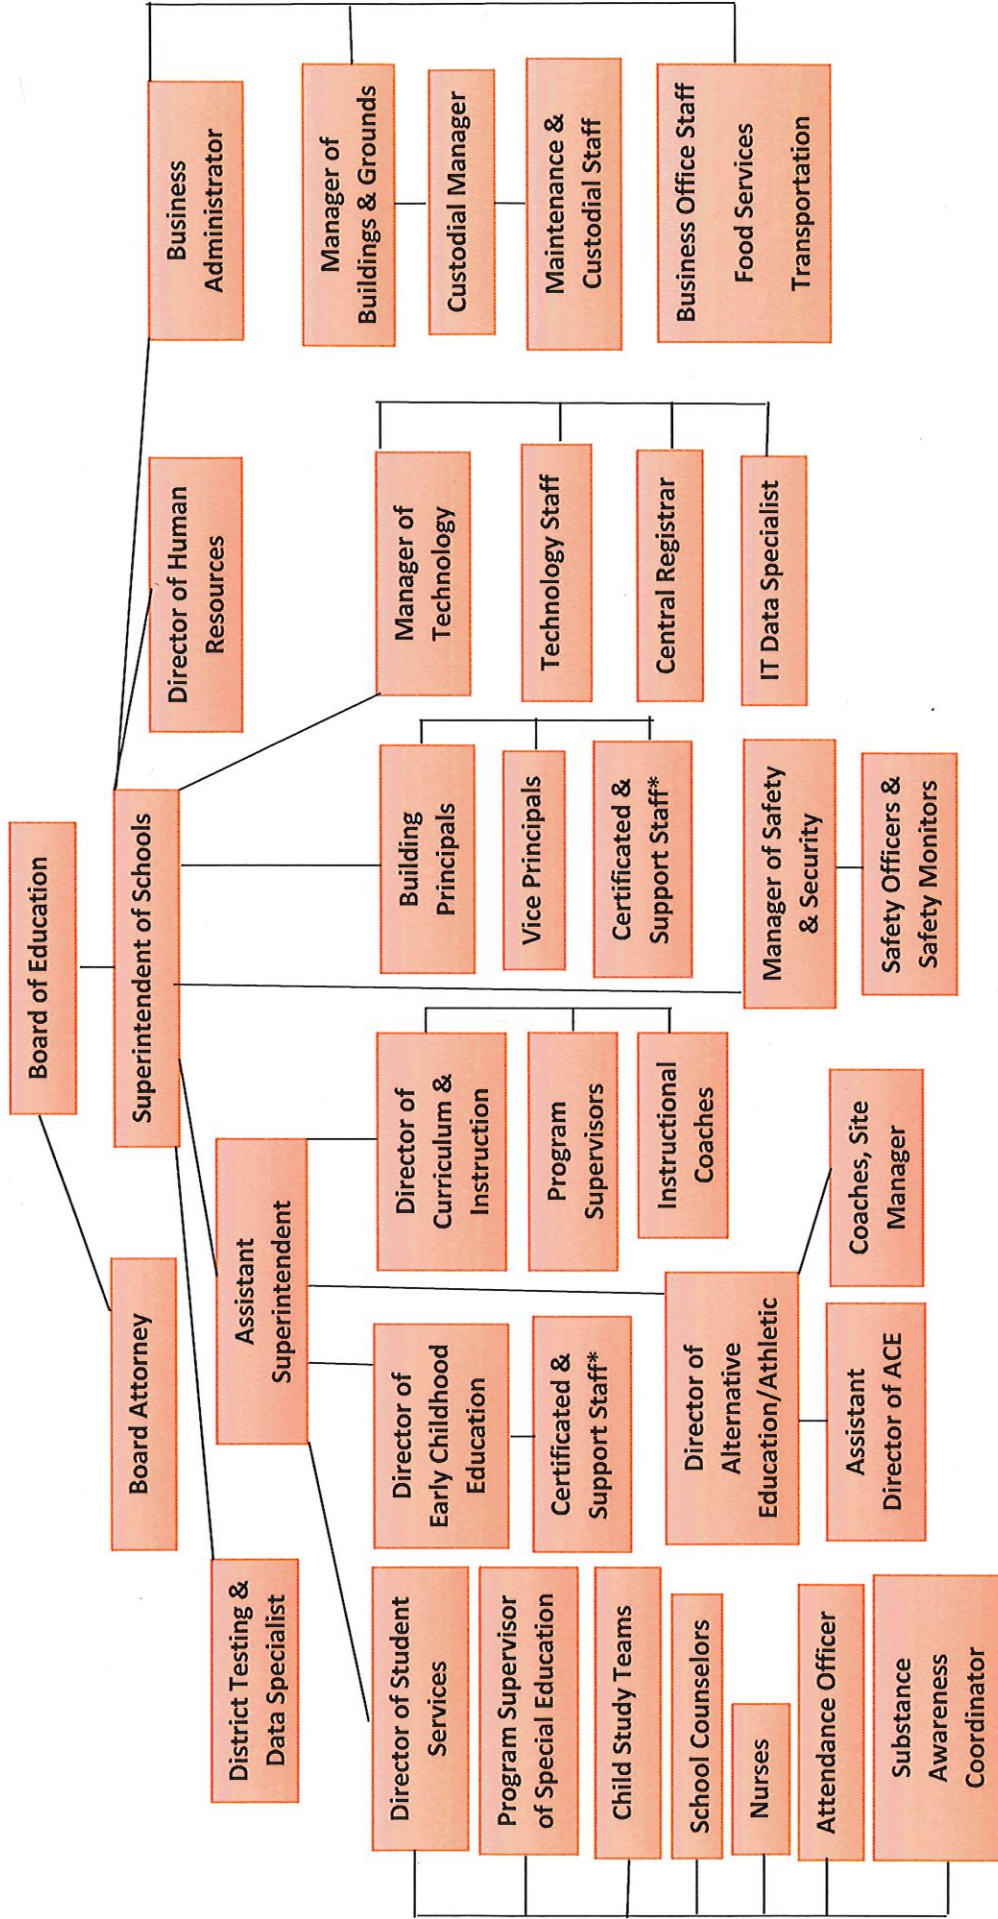 Board of Education
Superintendent of Schools
Board Attorney
District Testing &
Data Specialist
Assistant
Superintendent
Director of Human
Resources
Business
Administrator
Director of Student
Services
Program Supervisor
of Special Education
Child Study Teams
School Counselors
Nurses
Attendance Officer
Substance
Awareness
Coordinator
Director of
Early Childhood
Education
Certificated &
Support Staff*
Director of
Alternative
Education/Athletic
Assistant
Director of ACE
Coaches, Site
Manager
Director of
Curriculum &
Instruction
Program
Supervisors
Instructional
Coaches
Building
Principals
Vice Principals
Certificated &
Support Staff*
Manager of Safety
& Security
Safety Officers &
Safety Monitors
Manager of
Technology
Technology Staff
Central Registrar
IT Data Specialist
Manager of
Buildings & Grounds
Custodial Manager
Maintenance &
Custodial Staff
Business Office Staff
Food Services
Transportation